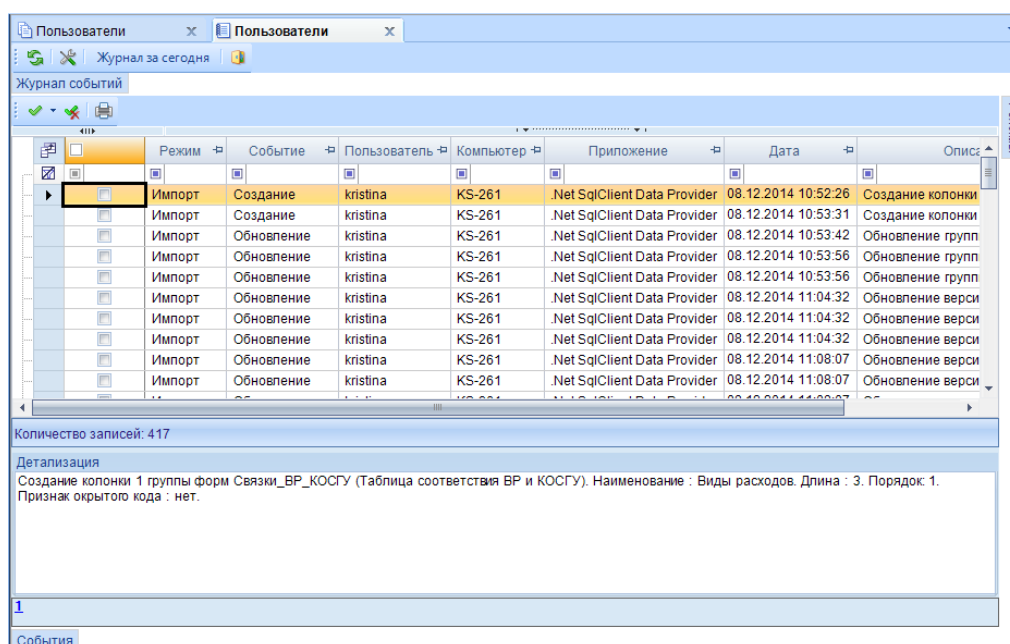 Пользователи x Пользователи x
Журнал за сегодня
Журнал событий
Режим Событие Пользователь Компьютер Приложение Дата Описа
Импорт Создание kristina KS-261 .Net SqlClient Data Provider 08.12.2014 10:52:26 Создание колонки
Импорт Создание kristina KS-261 .Net SqlClient Data Provider 08.12.2014 10:53:31 Создание колонки
Импорт Обновление kristina KS-261 .Net SqlClient Data Provider 08.12.2014 10:53:42 Обновление групп
Импорт Обновление kristina KS-261 .Net SqlClient Data Provider 08.12.2014 10:53:56 Обновление групп
Импорт Обновление kristina KS-261 .Net SqlClient Data Provider 08.12.2014 10:53:56 Обновление групп
Импорт Обновление kristina KS-261 .Net SqlClient Data Provider 08.12.2014 11:04:32 Обновление верси
Импорт Обновление kristina KS-261 .Net SqlClient Data Provider 08.12.2014 11:04:32 Обновление верси
Импорт Обновление kristina KS-261 .Net SqlClient Data Provider 08.12.2014 11:04:32 Обновление верси
Импорт Обновление kristina KS-261 .Net SqlClient Data Provider 08.12.2014 11:08:07 Обновление верси
Импорт Обновление kristina KS-261 .Net SqlClient Data Provider 08.12.2014 11:08:07 Обновление верси
Количество записей: 417
Детализация
Создание колонки 1 группы форм Связки_ВР_КОСГУ (Таблица соответствия ВР и КОСГУ). Наименование : Виды расходов. Длина : 3. Порядок: 1.
Признак окрытого кода : нет.
1
События